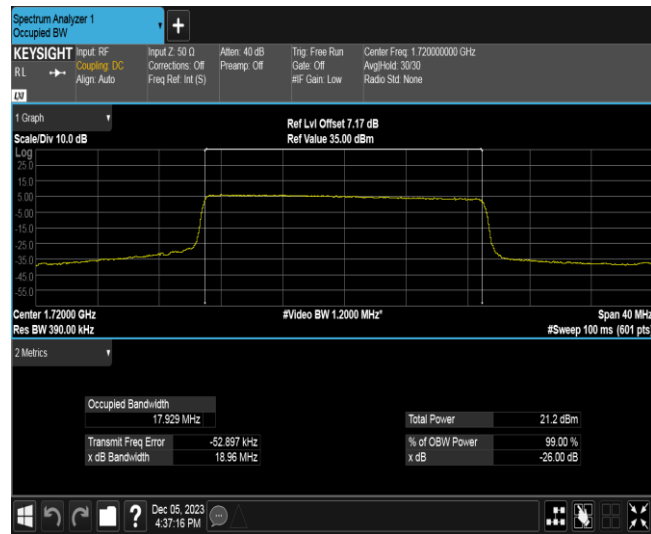 Spectrum Analyzer 1
Occupied BW
+
KEYSIGHT Input: RF Input Z: 50 Ω Atten: 40 dB Trig: Free Run Center Freq: 1.720000000 GHz
RL Coupling: DC Corrections: Off Preamp: Off Gate: Off Avg|Hold: 30/30
Align: Auto Freq Ref: Int (S) #IF Gain: Low Radio Std: None
LXI
1 Graph
Ref Lvl Offset 7.17 dB
Scale/Div 10.0 dB Ref Value 35.00 dBm
Log
25.0
15.0
5.00
-5.00
-15.0
-25.0
-35.0
-45.0
-55.0
Center 1.72000 GHz #Video BW 1.2000 MHz* Span 40 MHz
Res BW 390.00 kHz #Sweep 100 ms (601 pts)
2 Metrics
Occupied Bandwidth
17.929 MHz Total Power 21.2 dBm
Transmit Freq Error -52.897 kHz % of OBW Power 99.00 %
x dB Bandwidth 18.96 MHz x dB -26.00 dB
? Dec 05, 2023
4:37:16 PM